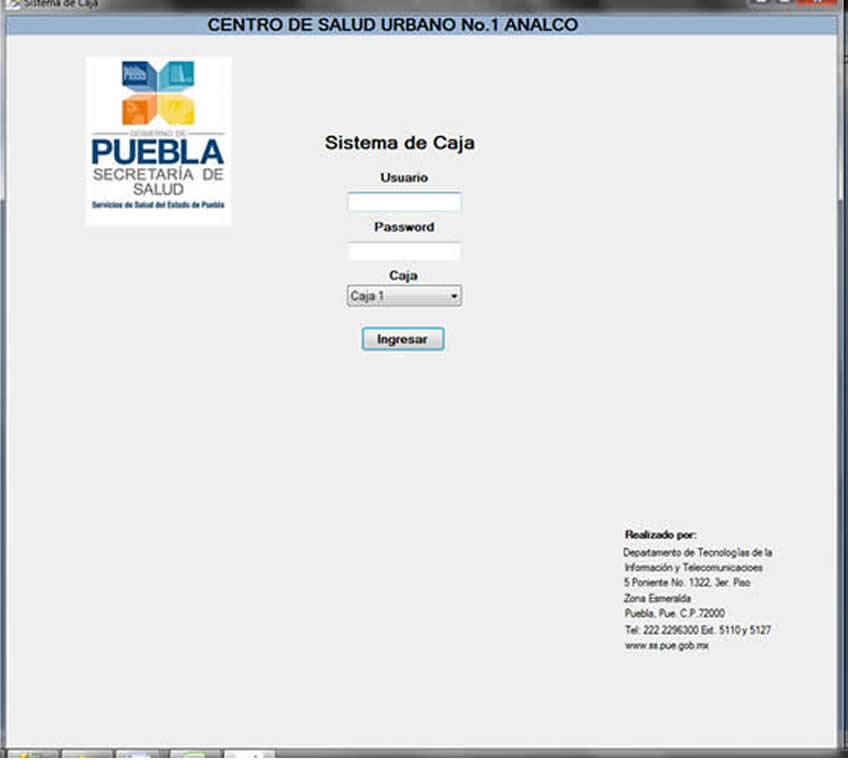 Sistema de Caja
CENTRO DE SALUD URBANO No.1 ANALCO
GOBIERNO DE
PUEBLA
SECRETARÍA DE
SALUD
Servicios de Salud del Estado de Puebla
Sistema de Caja
Usuario
Password
Caja
Caja 1
Ingresar
Realizado por:
Departamento de Tecnologías de la
Información y Telecomunicacioes
5 Poniente No. 1322, 3er. Piso
Zona Esmeralda
Puebla, Pue. C.P.72000
Tel: 222 2296300 Ext. 5110 y 5127
www.ss.pue.gob.mx